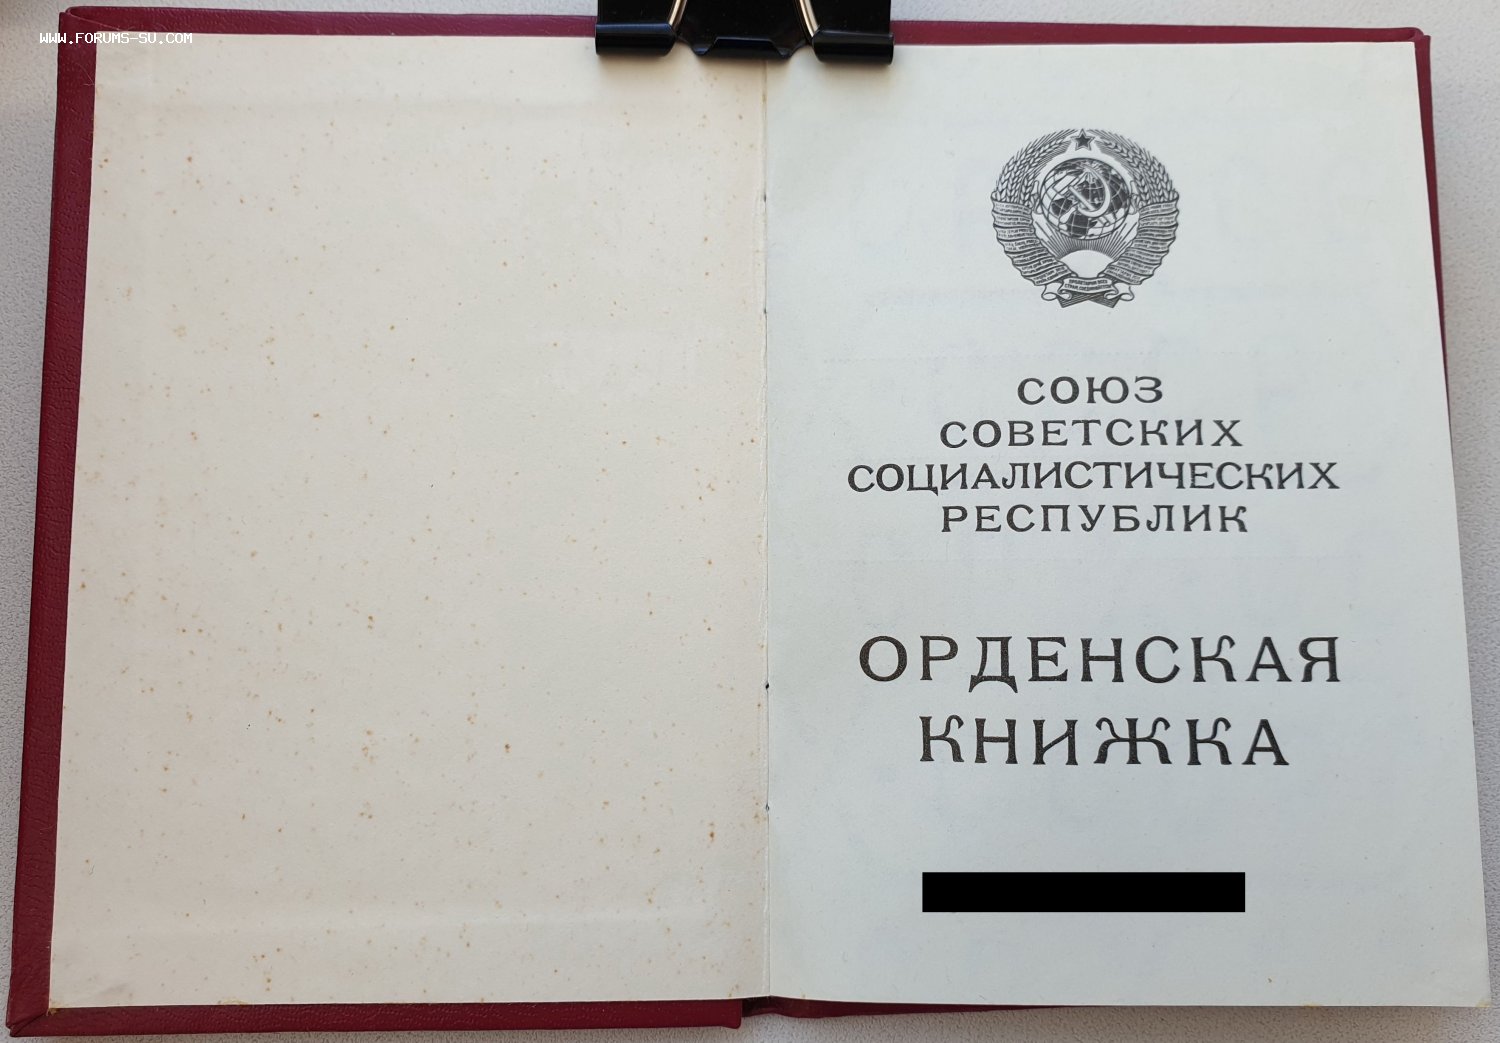 WWW.FORUMS-SU.COM
СОЮЗ
СОВЕТСКИХ
СОЦИАЛИСТИЧЕСКИХ
РЕСПУБЛИК
ОРДЕНСКАЯ
КНИЖКА